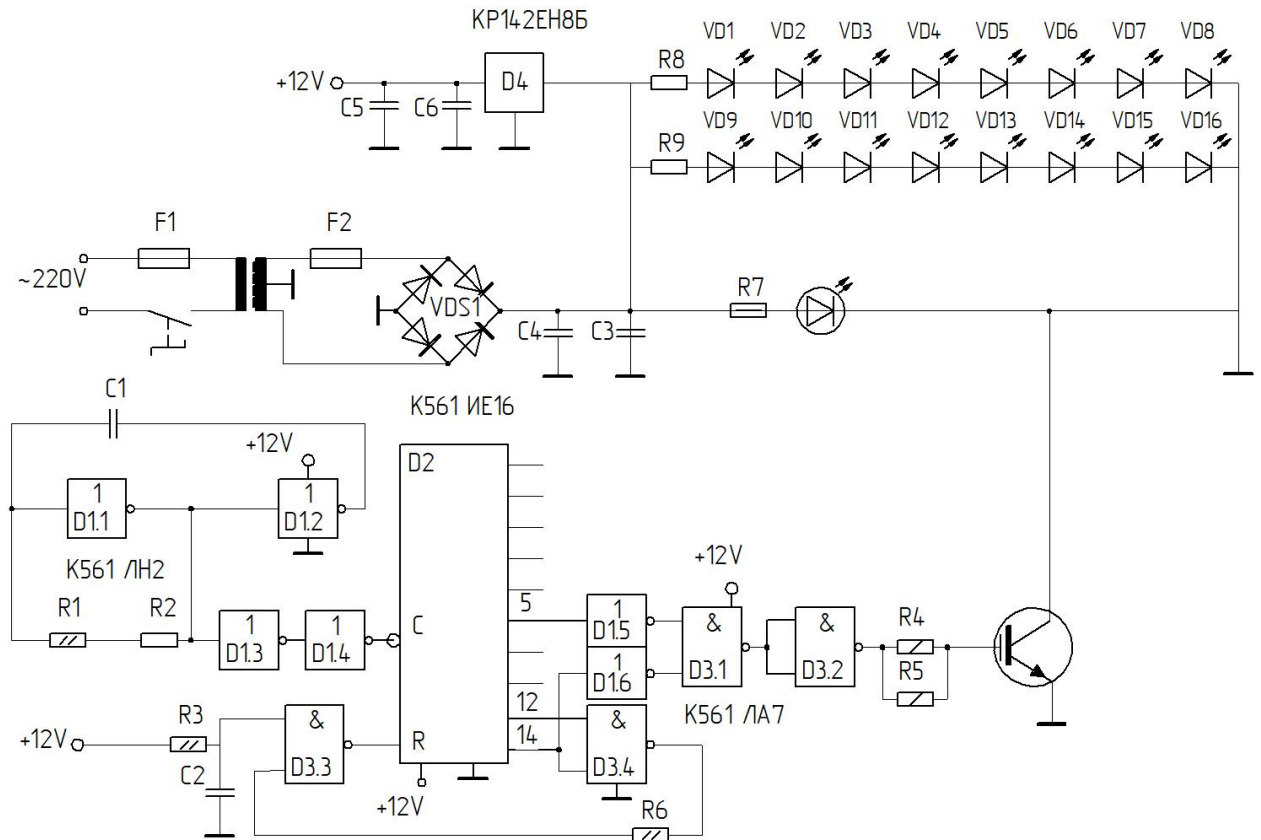 КР142ЕН8Б
VD1 VD2 VD3 VD4 VD5 VD6 VD7 VD8
+12V
C5
C6
D4
R8
VD9 VD10 VD11 VD12 VD13 VD14 VD15 VD16
R9
F1
F2
~220V
VDS1
C4
C3
R7
C1
К561 ИЕ16
+12V
D2
1
D1.1
1
D1.2
К561 ЛН2
R1
R2
1
D1.3
1
D1.4
C
5
1
D1.5
1
D1.6
+12V
&
D3.1
&
D3.2
R4
R5
К561 ЛА7
12
14
+12V
R3
C2
&
D3.3
R
+12V
&
D3.4
R6